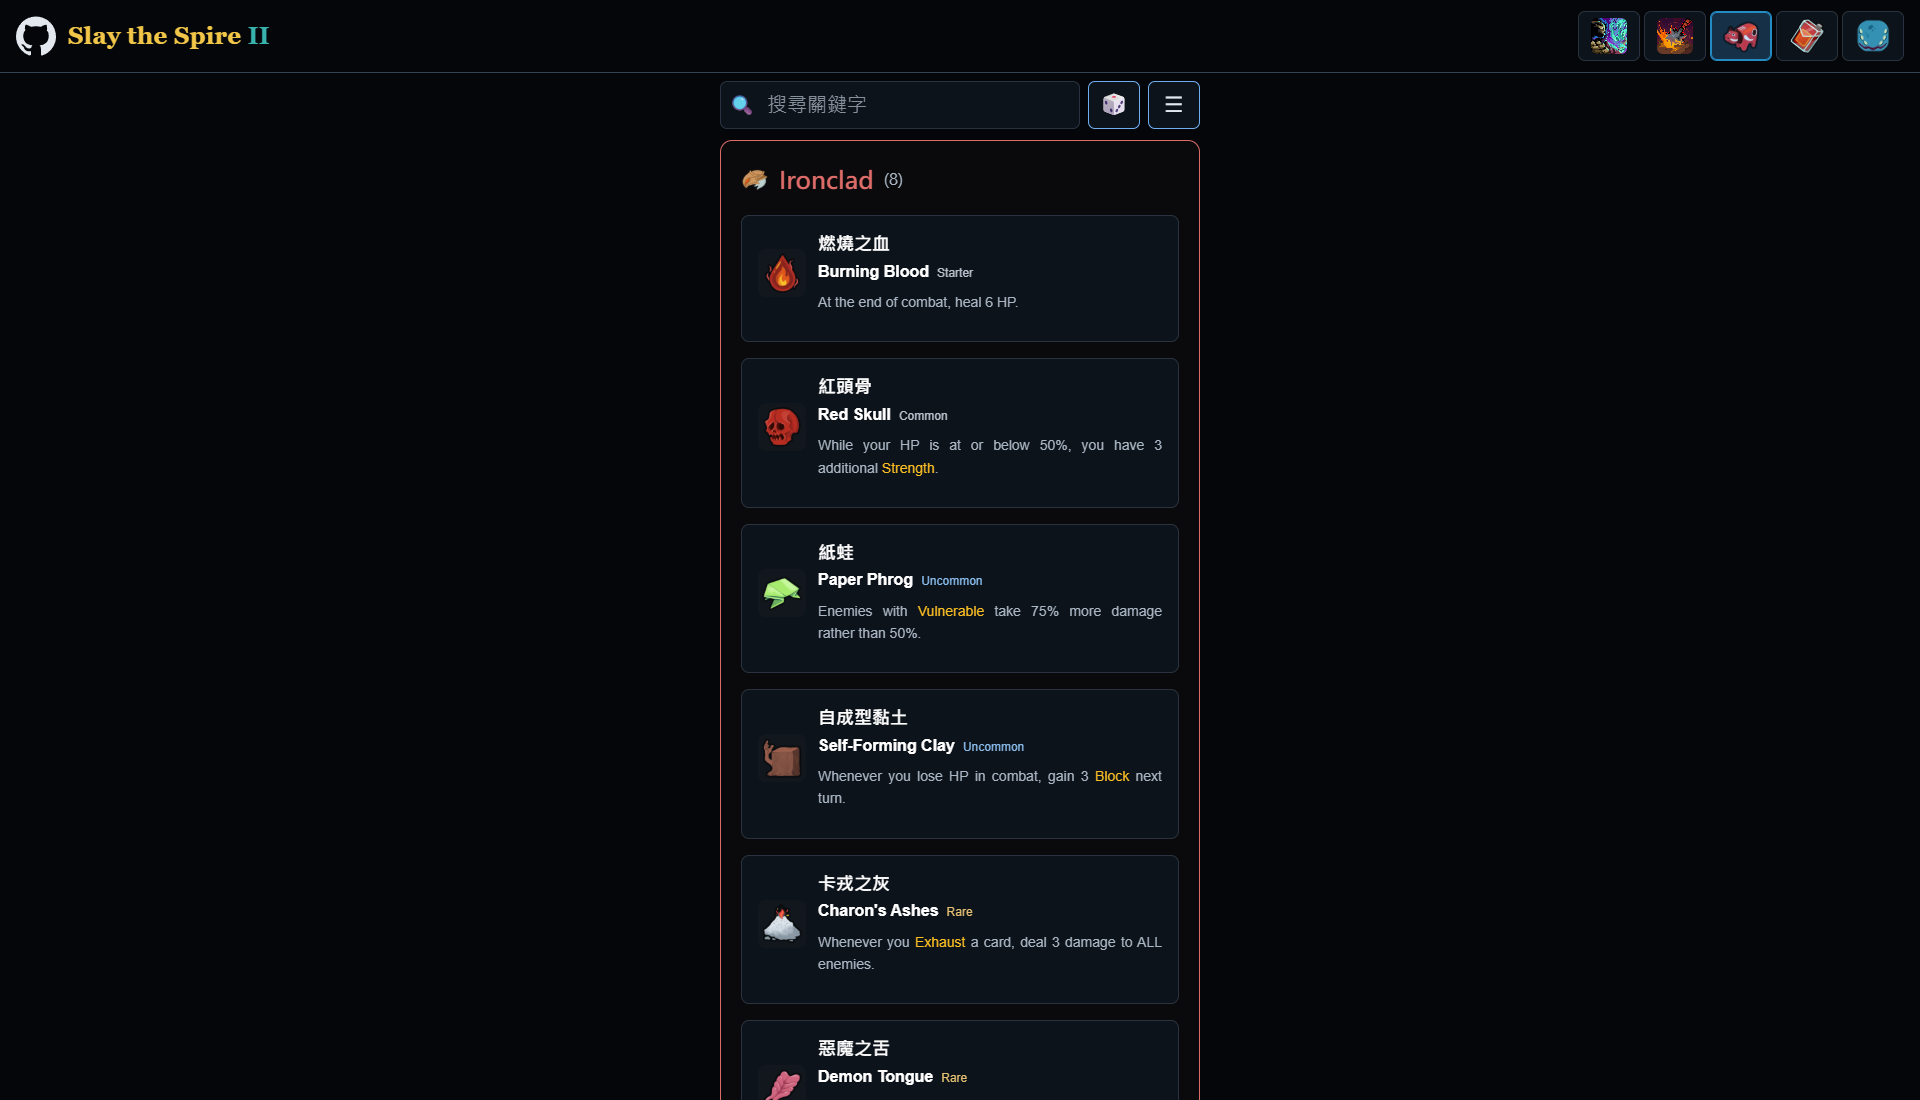 Slay the Spire II
搜尋關鍵字
Ironclad (8)
燃燒之血
Burning Blood Starter
At the end of combat, heal 6 HP.
紅頭骨
Red Skull Common
While your HP is at or below 50%, you have 3
additional Strength.
紙蛙
Paper Phrog Uncommon
Enemies with Vulnerable take 75% more damage
rather than 50%.
自成型黏土
Self-Forming Clay Uncommon
Whenever you lose HP in combat, gain 3 Block next
turn.
卡戎之灰
Charon's Ashes Rare
Whenever you Exhaust a card, deal 3 damage to ALL
enemies.
惡魔之舌
Demon Tongue Rare